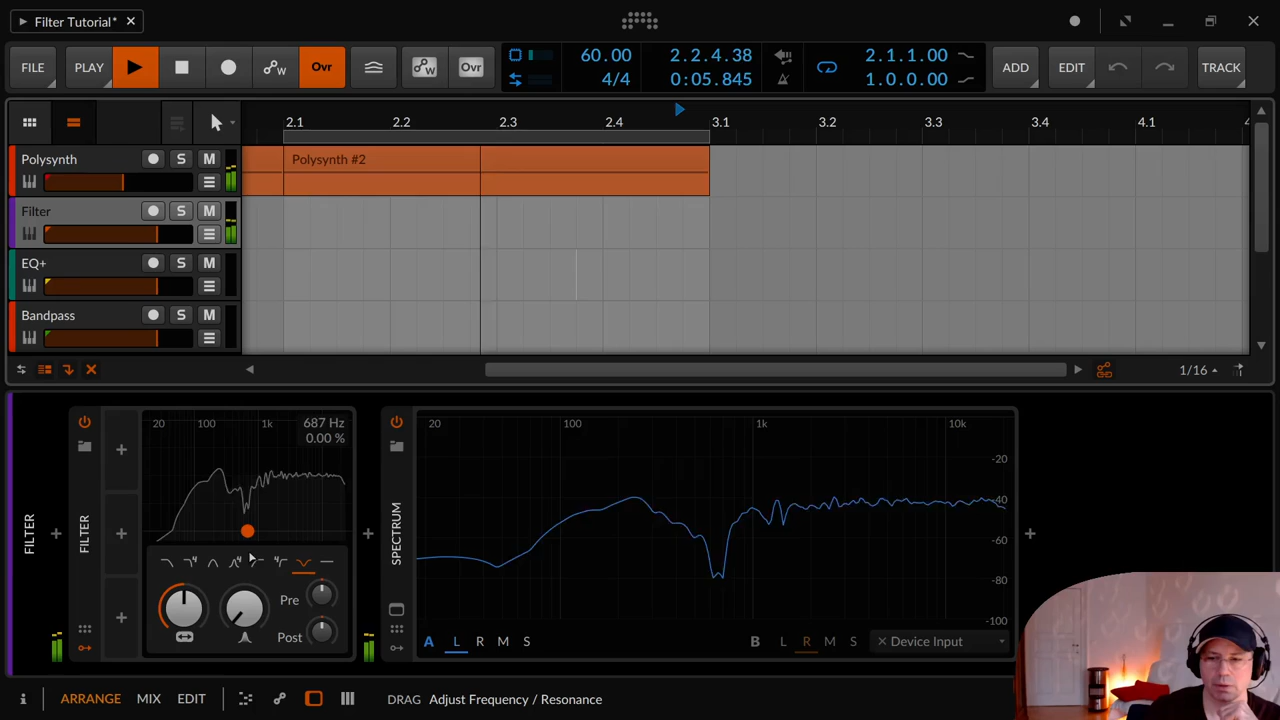 Filter Tutorial*
FILE
PLAY
Ovr
Ovr
60.00
4/4
2.2.4.38
0:05.845
2.1.1.00
1.0.0.00
ADD
EDIT
TRACK
2.1
2.2
2.3
2.4
3.1
3.2
3.3
3.4
4.1
4
Polysynth
S
M
Polysynth #2
Filter
S
M
EQ+
S
M
Bandpass
S
M
1/16
FILTER
FILTER
20
100
1k
687 Hz
0.00 %
4
4
4
Pre
Post
SPECTRUM
20
100
1k
10k
-20
-40
-60
-80
-100
A
L
R
M
S
B
L
R
M
S
Device Input
ARRANGE
MIX
EDIT
DRAG
Adjust Frequency / Resonance